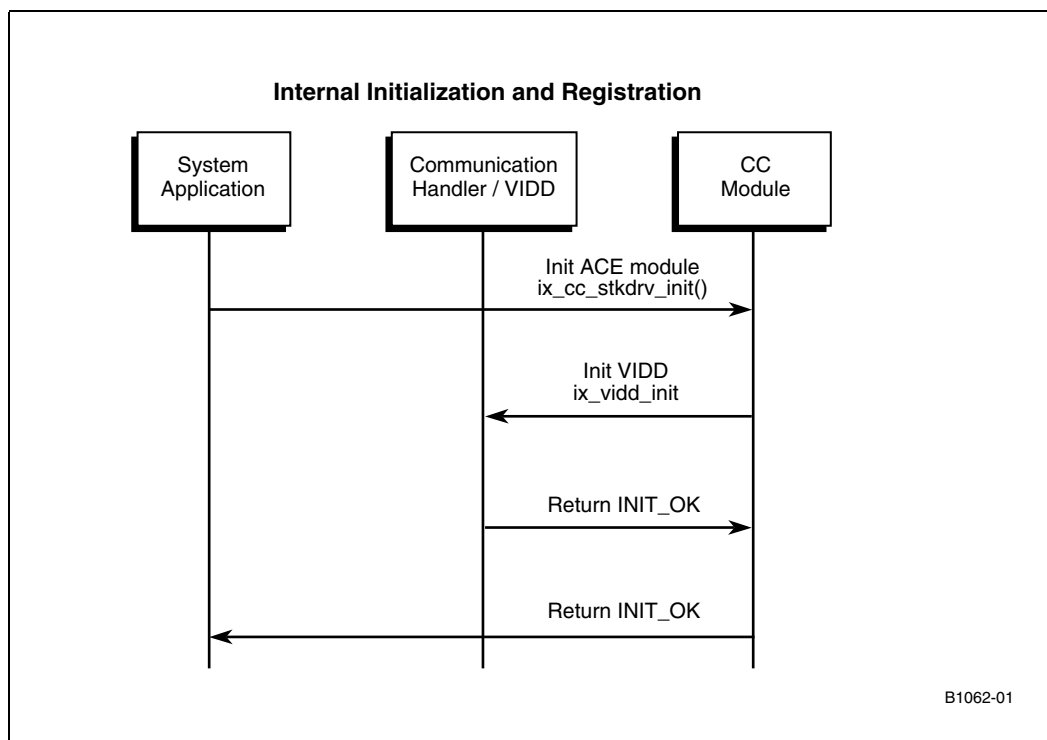 Internal Initialization and Registration
System
Application
Communication
Handler / VIDD
CC
Module
Init ACE module
ix_cc_stkdrv_init()
Init VIDD
ix_vidd_init
Return INIT_OK
Return INIT_OK
B1062-01